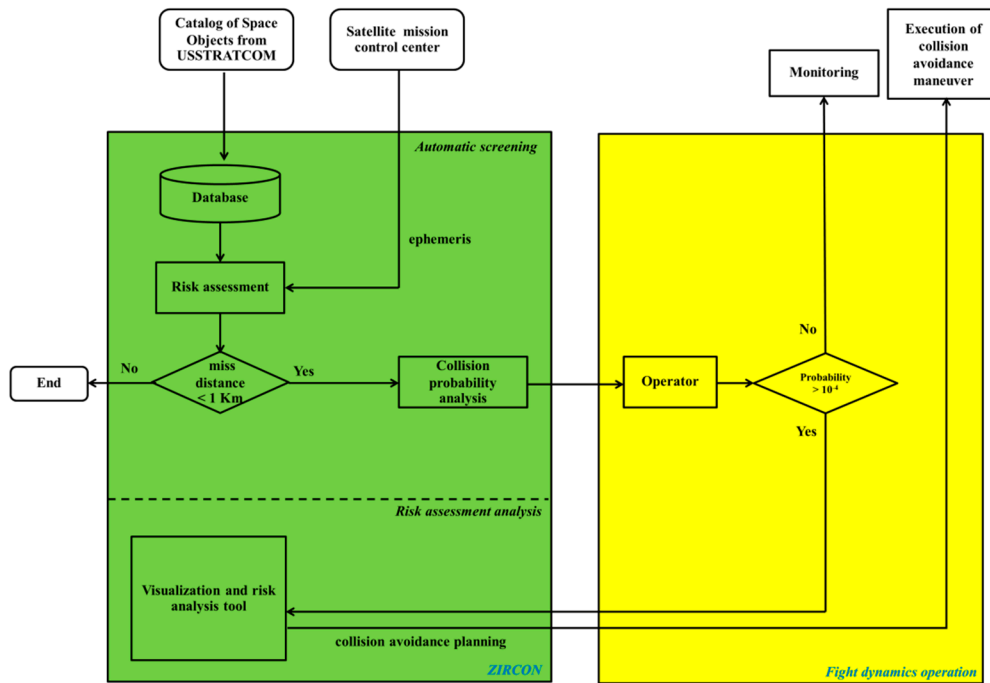 Catalog of Space
Objects from
USSTRATCOM
Satellite mission
control center
Execution of
collision
avoidance
maneuver
Monitoring
Automatic screening
Database
ephemeris
Risk assessment
No
miss
distance
< 1 Km
Yes
End
Collision
probability
analysis
Operator
No
Probability
> 10⁻⁴
Yes
Risk assessment analysis
Visualization and risk
analysis tool
collision avoidance planning
ZIRCON
Fight dynamics operation